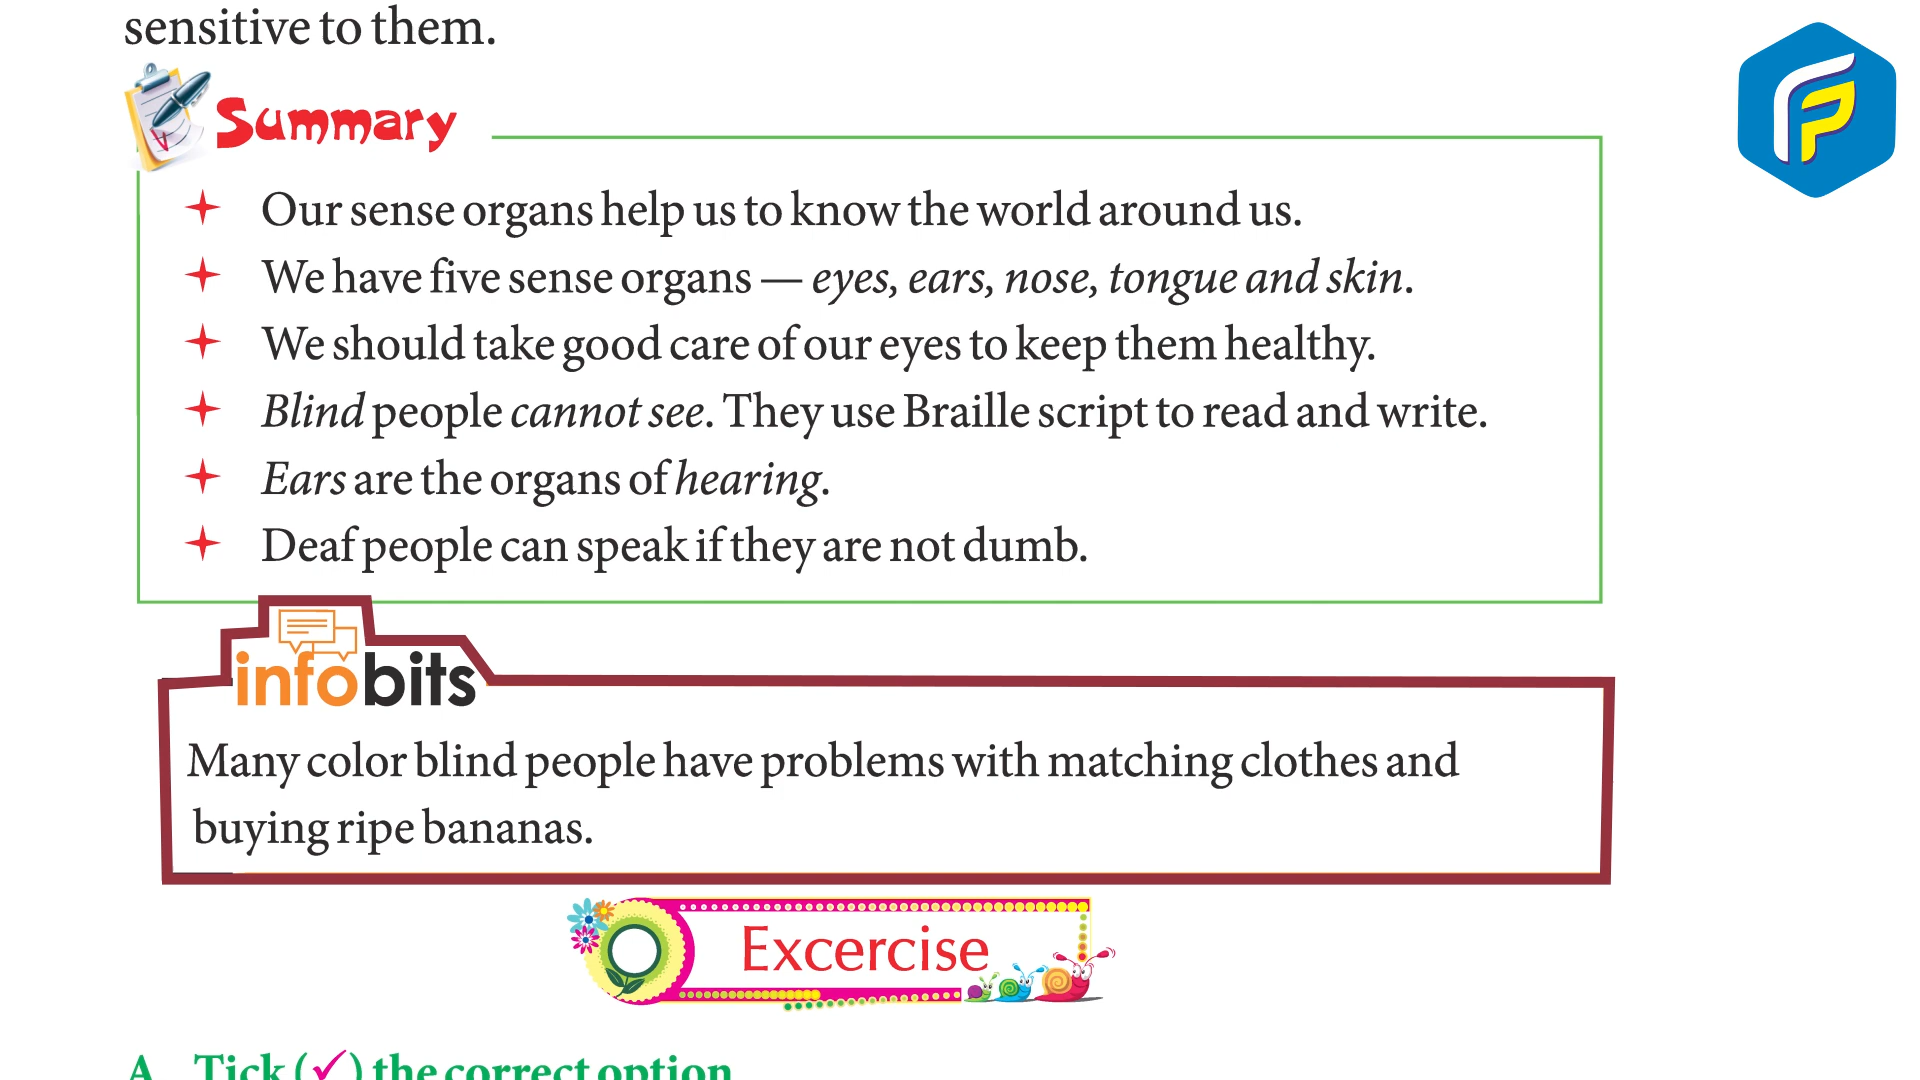 sensitive to them.
Summary
Our sense organs help us to know the world around us.
We have five sense organs — eyes, ears, nose, tongue and skin.
We should take good care of our eyes to keep them healthy.
Blind people cannot see. They use Braille script to read and write.
Ears are the organs of hearing.
Deaf people can speak if they are not dumb.
infobits
Many color blind people have problems with matching clothes and
buying ripe bananas.
Excercise
A Tick (✓) the correct option